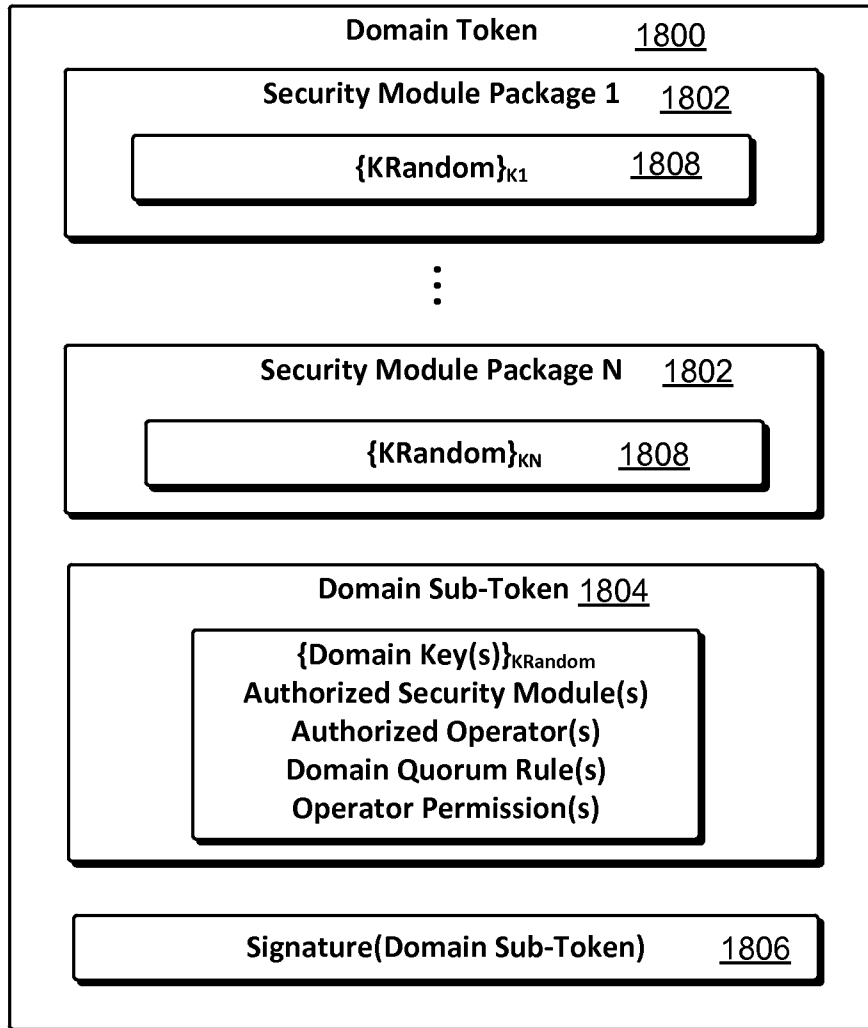 Domain Token 1800
Security Module Package 1 1802
{KRandom}K1 1808
⋮
Security Module Package N 1802
{KRandom}KN 1808
Domain Sub-Token 1804
{Domain Key(s)}KRandom
Authorized Security Module(s)
Authorized Operator(s)
Domain Quorum Rule(s)
Operator Permission(s)
Signature(Domain Sub-Token) 1806